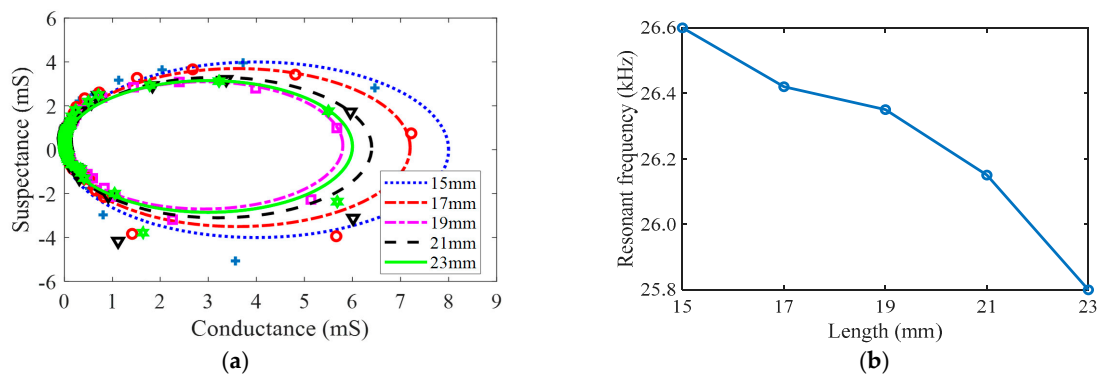 6
4
2
0
-2
-4
-6
Suspectance (mS)
0 1 2 3 4 5 6 7 8 9
Conductance (mS)
15mm
17mm
19mm
21mm
23mm
(a)
26.6
26.4
26.2
26
25.8
Resonant frequency (kHz)
15 17 19 21 23
Length (mm)
(b)